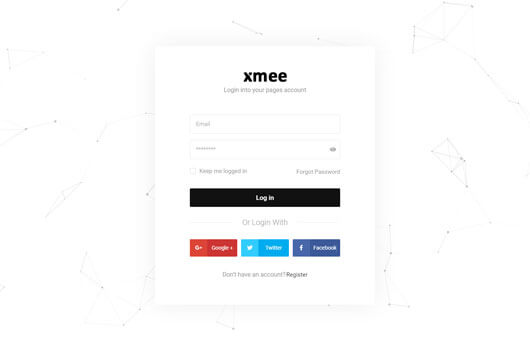 xmee
Login into your pages account
Email
********
Keep me logged in
Forgot Password
Log in
Or Login With
G+ Google +
Twitter
f Facebook
Don't have an account? Register